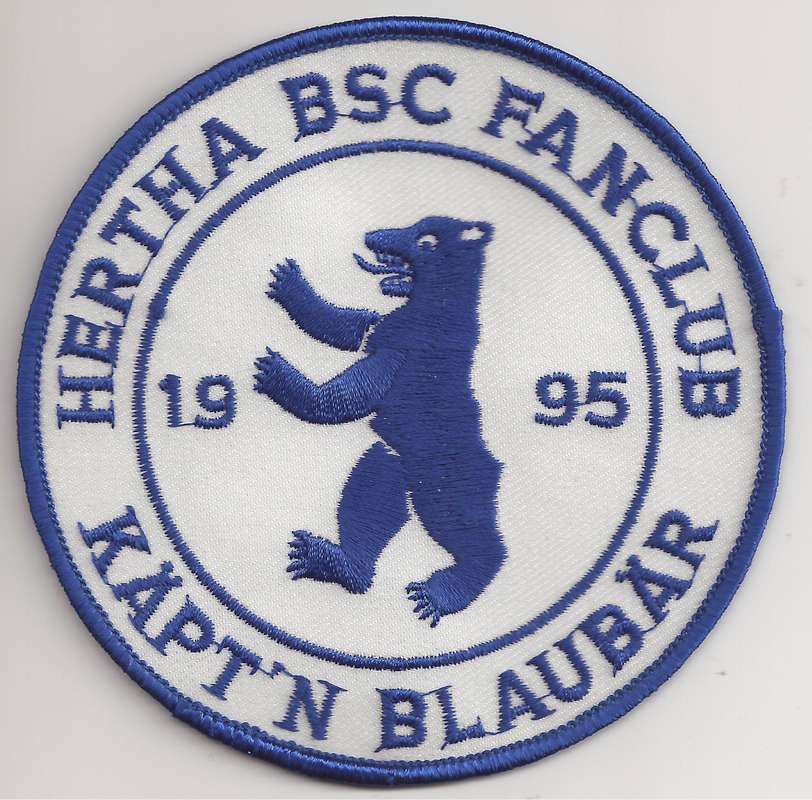 HERTHA BSC FANCLUB
19 95
KÄPT'N BLAUBÄR